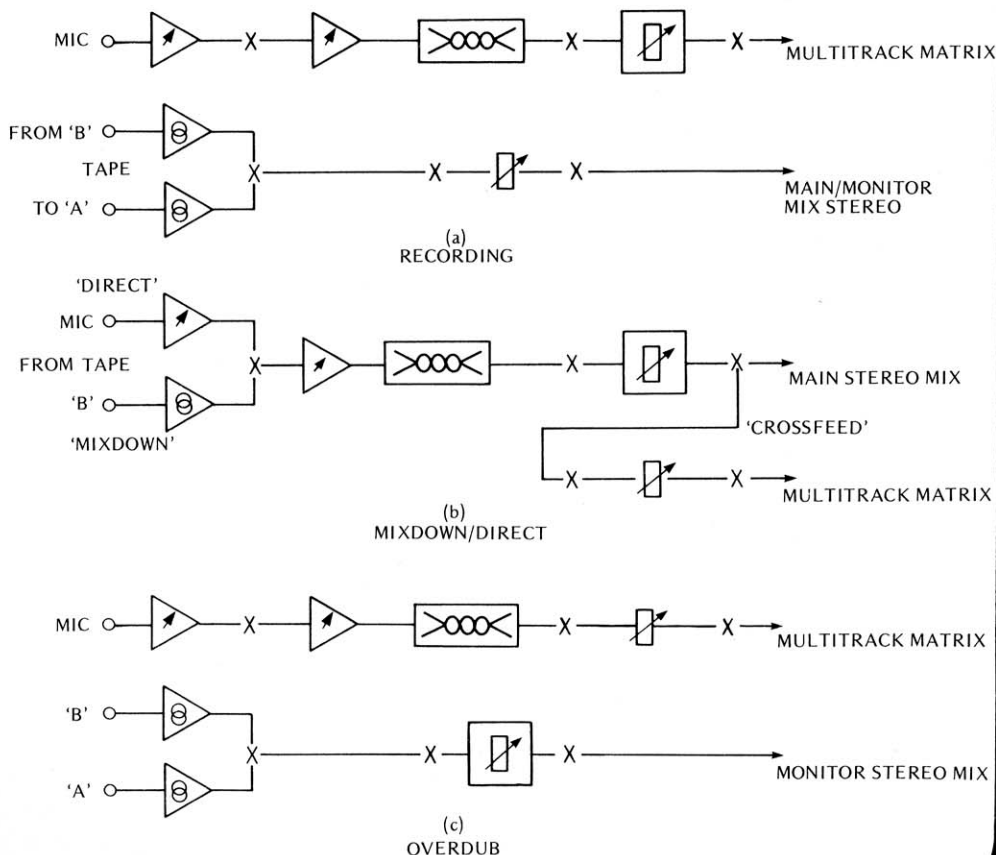 MIC
MULTITRACK MATRIX
FROM ‘B’
TAPE
TO ‘A’
MAIN/MONITOR
MIX STEREO
(a)
RECORDING
‘DIRECT’
MIC
FROM TAPE
‘B’
‘MIXDOWN’
MAIN STEREO MIX
‘CROSSFEED’
MULTITRACK MATRIX
(b)
MIXDOWN/DIRECT
MIC
MULTITRACK MATRIX
‘B’
‘A’
MONITOR STEREO MIX
(c)
OVERDUB